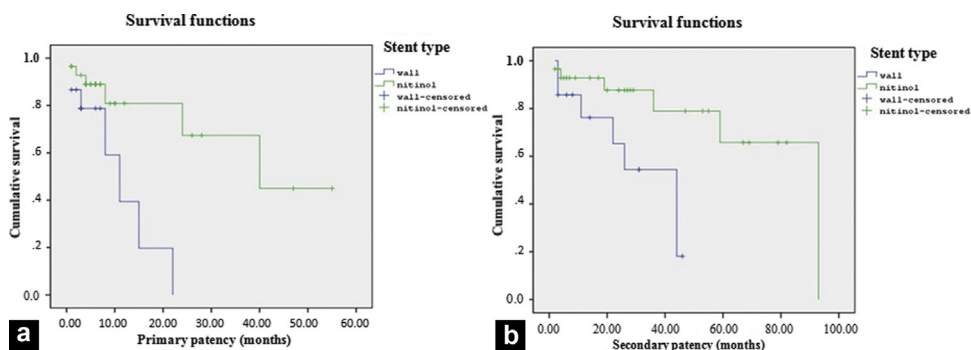 Survival functions
Stent type
wall
nitinol
wall-censored
nitinol-censored
Cumulative survival
1.0
.8
.6
.4
.2
0.0
0.00 10.00 20.00 30.00 40.00 50.00 60.00
Primary patency (months)
a
Survival functions
Stent type
wall
nitinol
wall-censored
nitinol-censored
Cumulative survival
1.0
.8
.6
.4
.2
0.0
0.00 20.00 40.00 60.00 80.00 100.00
Secondary patency (months)
b